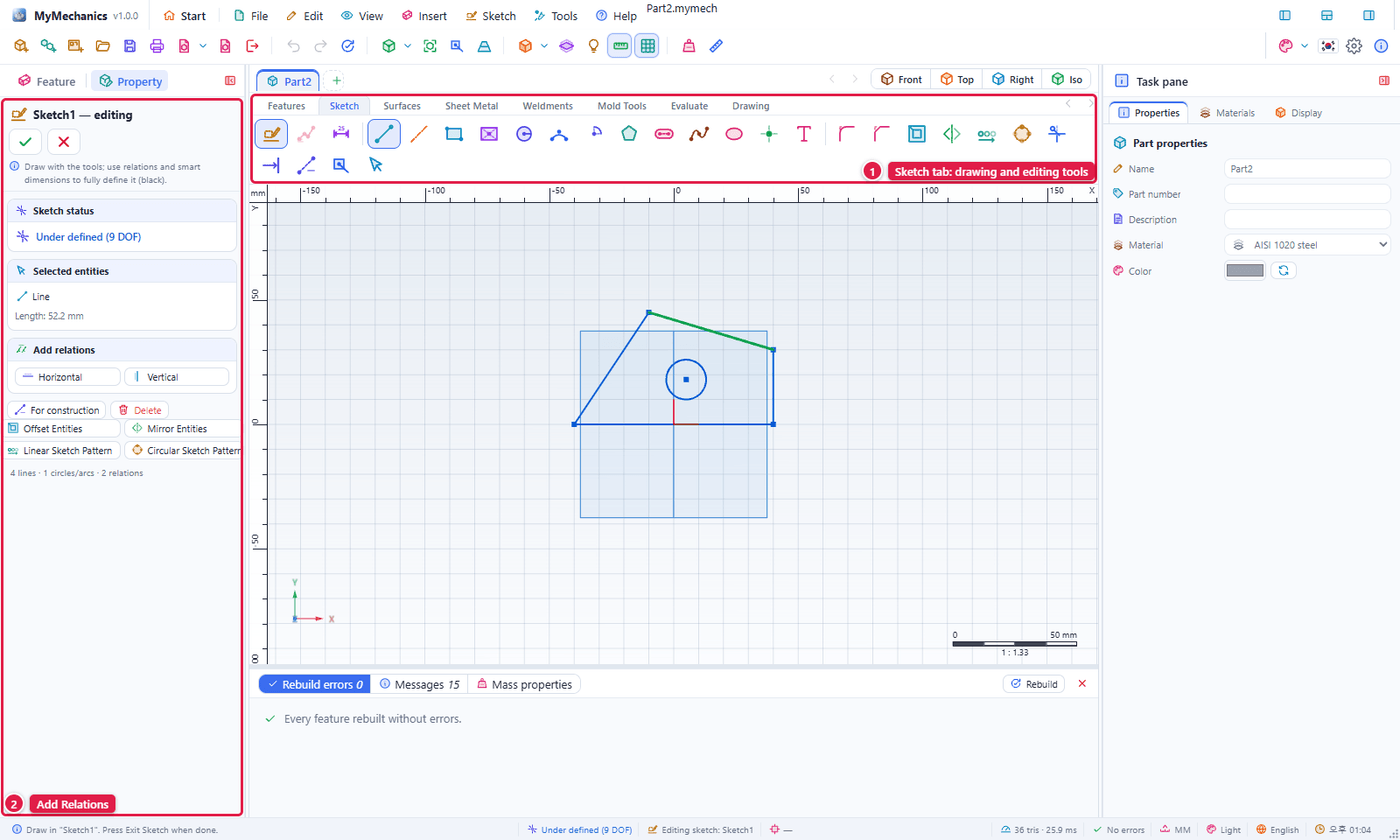 MyMechanics v1.0.0
Start
File
Edit
View
Insert
Sketch
Tools
Help
Part2.mymech
Feature
Property
Sketch1 — editing
Draw with the tools; use relations and smart
dimensions to fully define it (black).
Sketch status
Under defined (9 DOF)
Selected entities
Line
Length: 52.2 mm
Add relations
Horizontal
Vertical
For construction
Delete
Offset Entities
Mirror Entities
Linear Sketch Pattern
Circular Sketch Pattern
4 lines · 1 circles/arcs · 2 relations
2 Add Relations
Part2
Front
Top
Right
Iso
Features
Sketch
Surfaces
Sheet Metal
Weldments
Mold Tools
Evaluate
Drawing
1 Sketch tab: drawing and editing tools
mm
-150
-100
-50
0
50
100
150
X
Y
50
0
-50
Y
X
0
50 mm
1 : 1.33
Rebuild errors 0
Messages 15
Mass properties
Rebuild
Every feature rebuilt without errors.
Task pane
Properties
Materials
Display
Part properties
Name
Part2
Part number
Description
Material
AISI 1020 steel
Color
Draw in "Sketch1". Press Exit Sketch when done.
Under defined (9 DOF)
Editing sketch: Sketch1
—
36 tris · 25.9 ms
No errors
MM
Light
English
오후 01:04